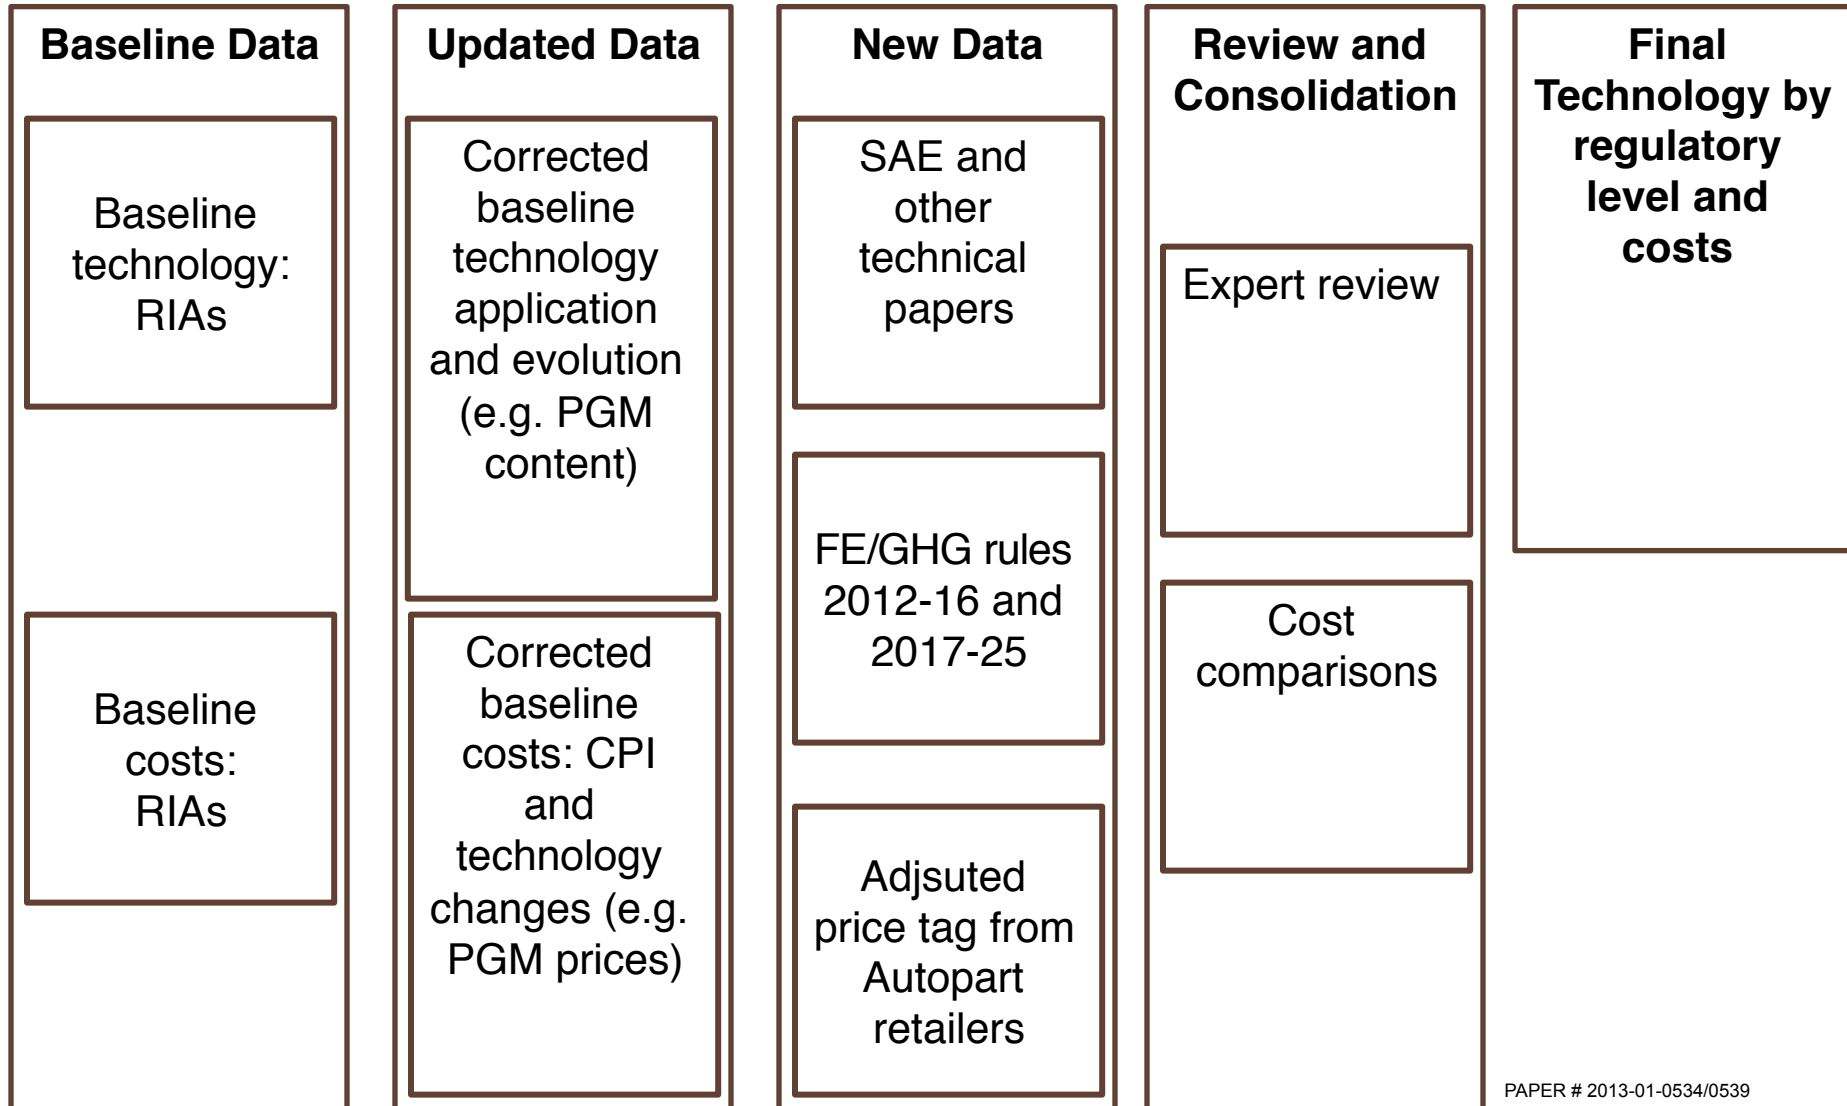 Baseline Data
Baseline
technology:
RIAs
Baseline
costs:
RIAs
Updated Data
Corrected
baseline
technology
application
and evolution
(e.g. PGM
content)
Corrected
baseline
costs: CPI
and
technology
changes (e.g.
PGM prices)
New Data
SAE and
other
technical
papers
FE/GHG rules
2012-16 and
2017-25
Adjsuted
price tag from
Autopart
retailers
Review and
Consolidation
Expert review
Cost
comparisons
Final
Technology by
regulatory
level and
costs
PAPER # 2013-01-0534/0539